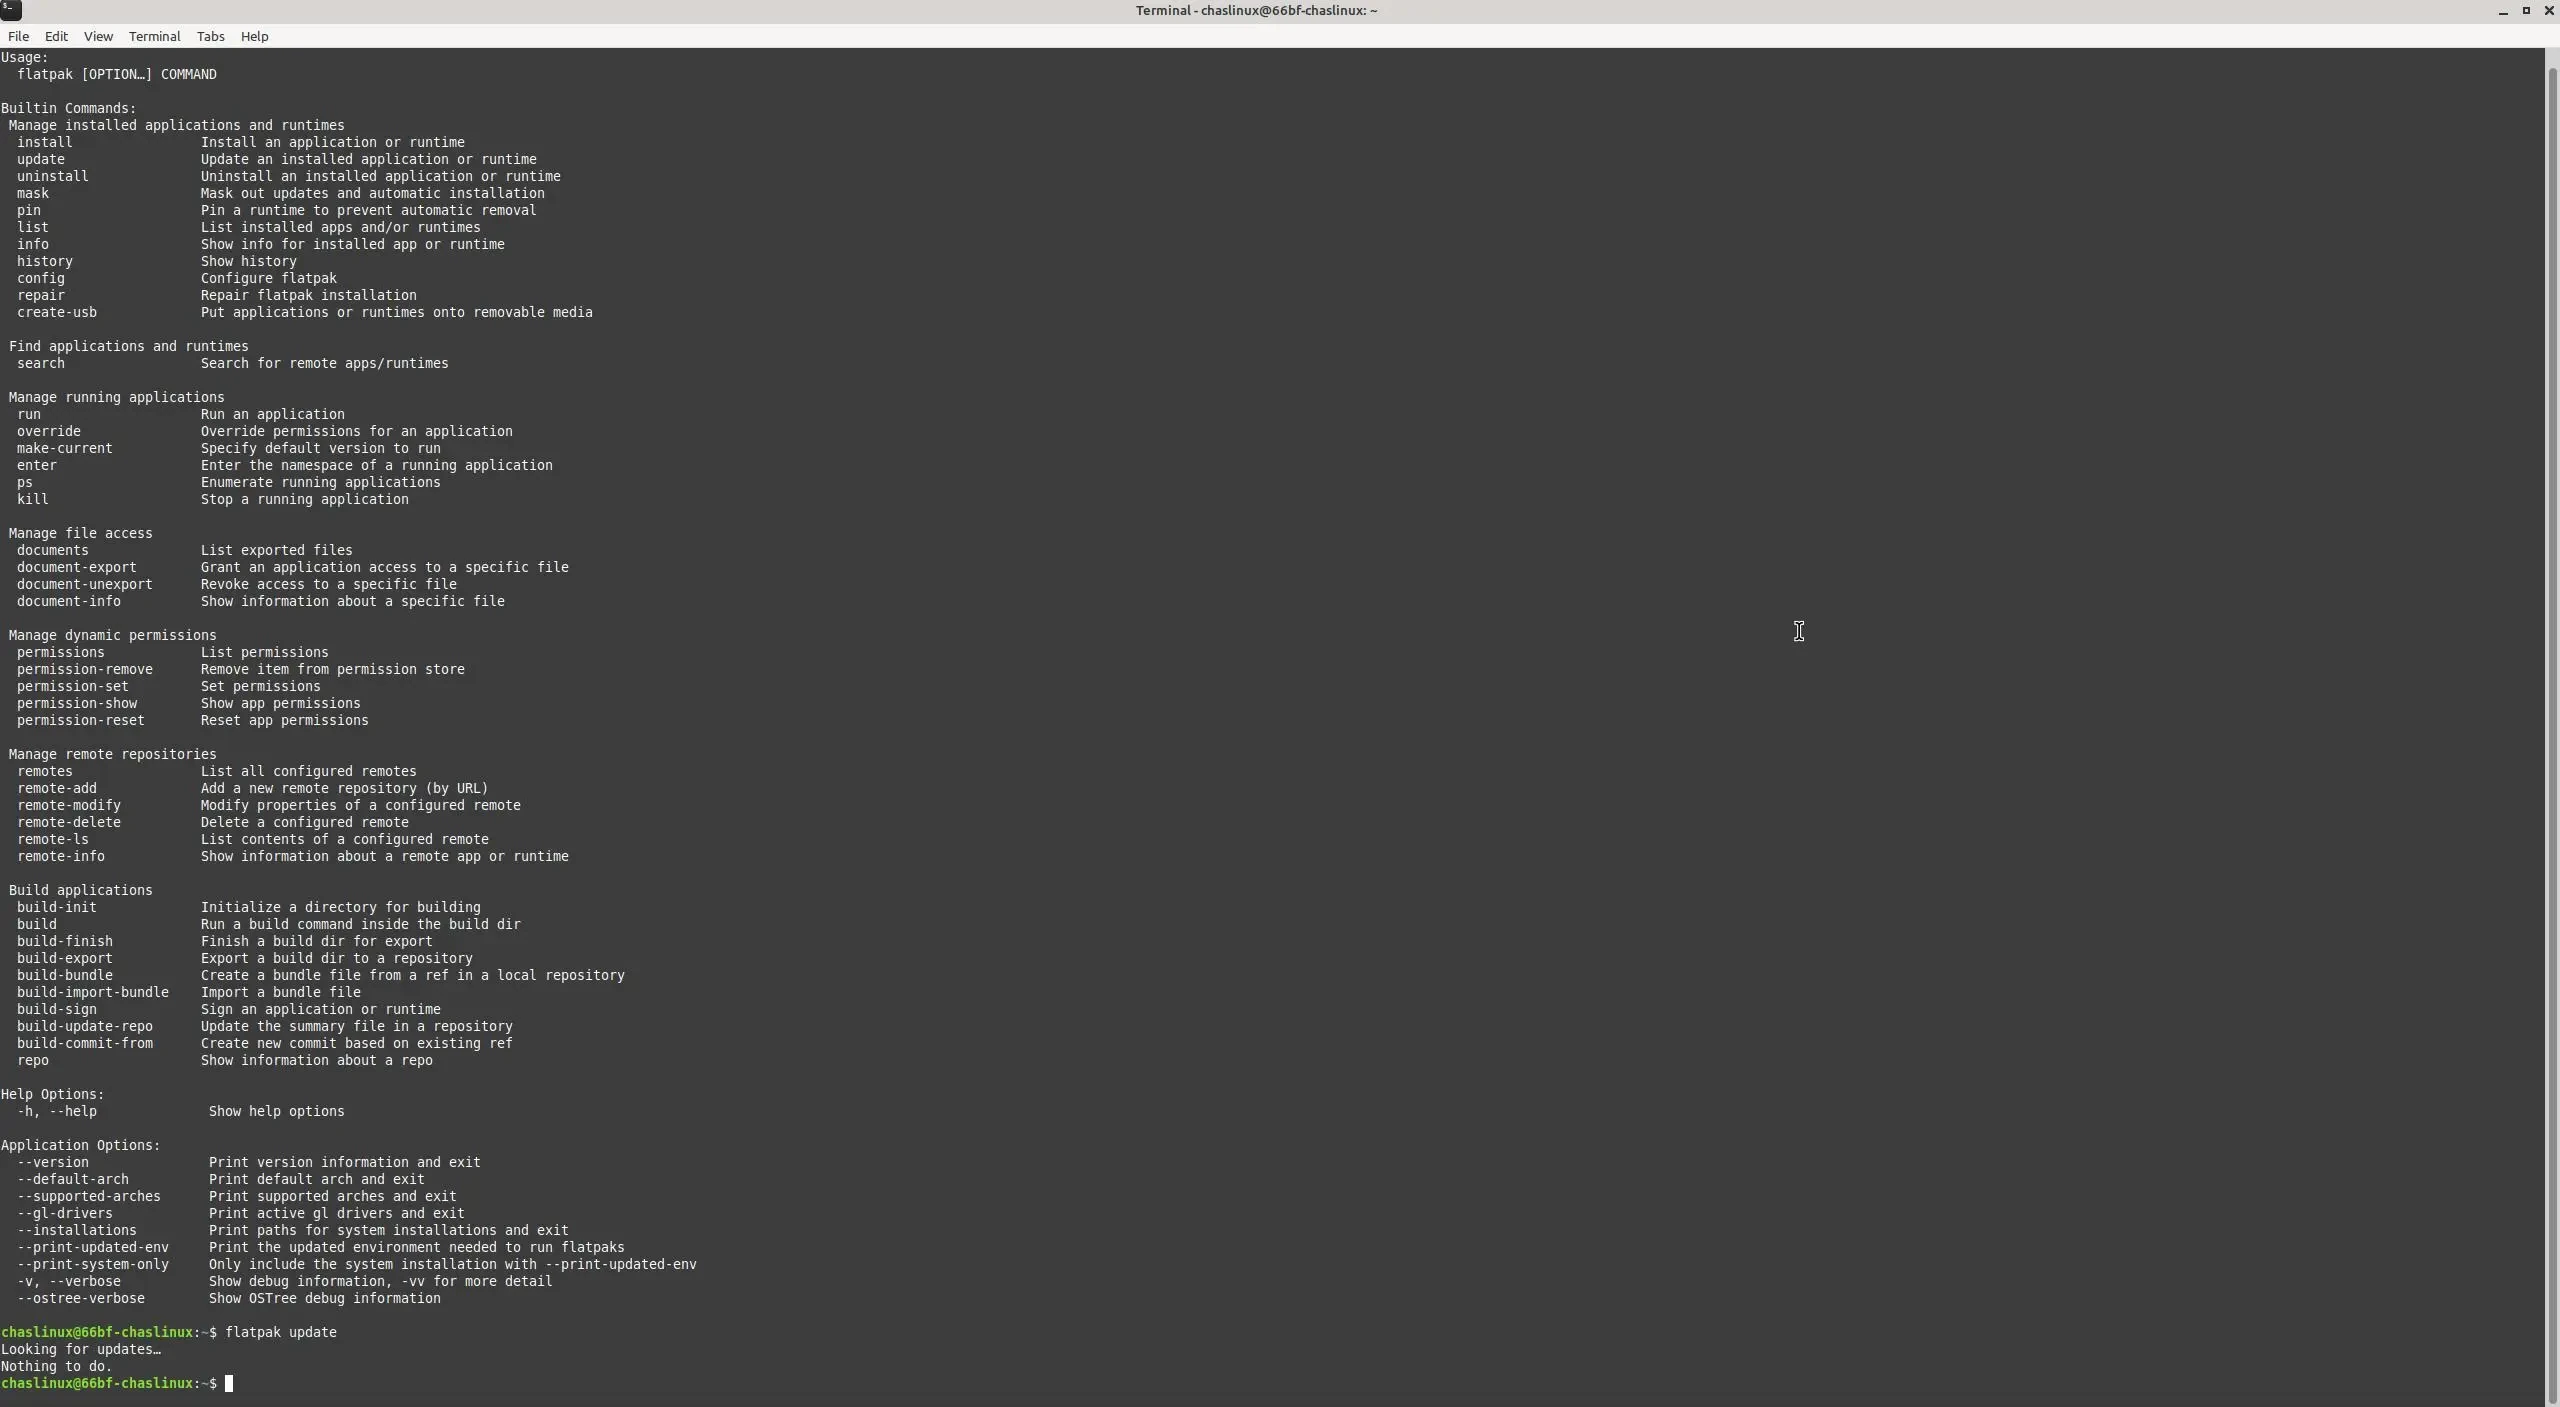 Terminal - chaslinux@66bf-chaslinux: ~
File Edit View Terminal Tabs Help
Usage:
  flatpak [OPTION…] COMMAND

Builtin Commands:
 Manage installed applications and runtimes
  install                Install an application or runtime
  update                 Update an installed application or runtime
  uninstall              Uninstall an installed application or runtime
  mask                   Mask out updates and automatic installation
  pin                    Pin a runtime to prevent automatic removal
  list                   List installed apps and/or runtimes
  info                   Show info for installed app or runtime
  history                Show history
  config                 Configure flatpak
  repair                 Repair flatpak installation
  create-usb             Put applications or runtimes onto removable media

 Find applications and runtimes
  search                 Search for remote apps/runtimes

 Manage running applications
  run                    Run an application
  override               Override permissions for an application
  make-current           Specify default version to run
  enter                  Enter the namespace of a running application
  ps                     Enumerate running applications
  kill                   Stop a running application

 Manage file access
  documents              List exported files
  document-export        Grant an application access to a specific file
  document-unexport      Revoke access to a specific file
  document-info          Show information about a specific file

 Manage dynamic permissions
  permissions            List permissions
  permission-remove      Remove item from permission store
  permission-set         Set permissions
  permission-show        Show app permissions
  permission-reset       Reset app permissions

 Manage remote repositories
  remotes                List all configured remotes
  remote-add             Add a new remote repository (by URL)
  remote-modify          Modify properties of a configured remote
  remote-delete          Delete a configured remote
  remote-ls              List contents of a configured remote
  remote-info            Show information about a remote app or runtime

 Build applications
  build-init             Initialize a directory for building
  build                  Run a build command inside the build dir
  build-finish           Finish a build dir for export
  build-export           Export a build dir to a repository
  build-bundle           Create a bundle file from a ref in a local repository
  build-import-bundle    Import a bundle file
  build-sign             Sign an application or runtime
  build-update-repo      Update the summary file in a repository
  build-commit-from      Create new commit based on existing ref
  repo                   Show information about a repo

Help Options:
  -h, --help              Show help options

Application Options:
  --version               Print version information and exit
  --default-arch          Print default arch and exit
  --supported-arches      Print supported arches and exit
  --gl-drivers            Print active gl drivers and exit
  --installations         Print paths for system installations and exit
  --print-updated-env     Print the updated environment needed to run flatpaks
  --print-system-only     Only include the system installation with --print-updated-env
  -v, --verbose           Show debug information, -vv for more detail
  --ostree-verbose        Show OSTree debug information

chaslinux@66bf-chaslinux:~$ flatpak update
Looking for updates…
Nothing to do.
chaslinux@66bf-chaslinux:~$